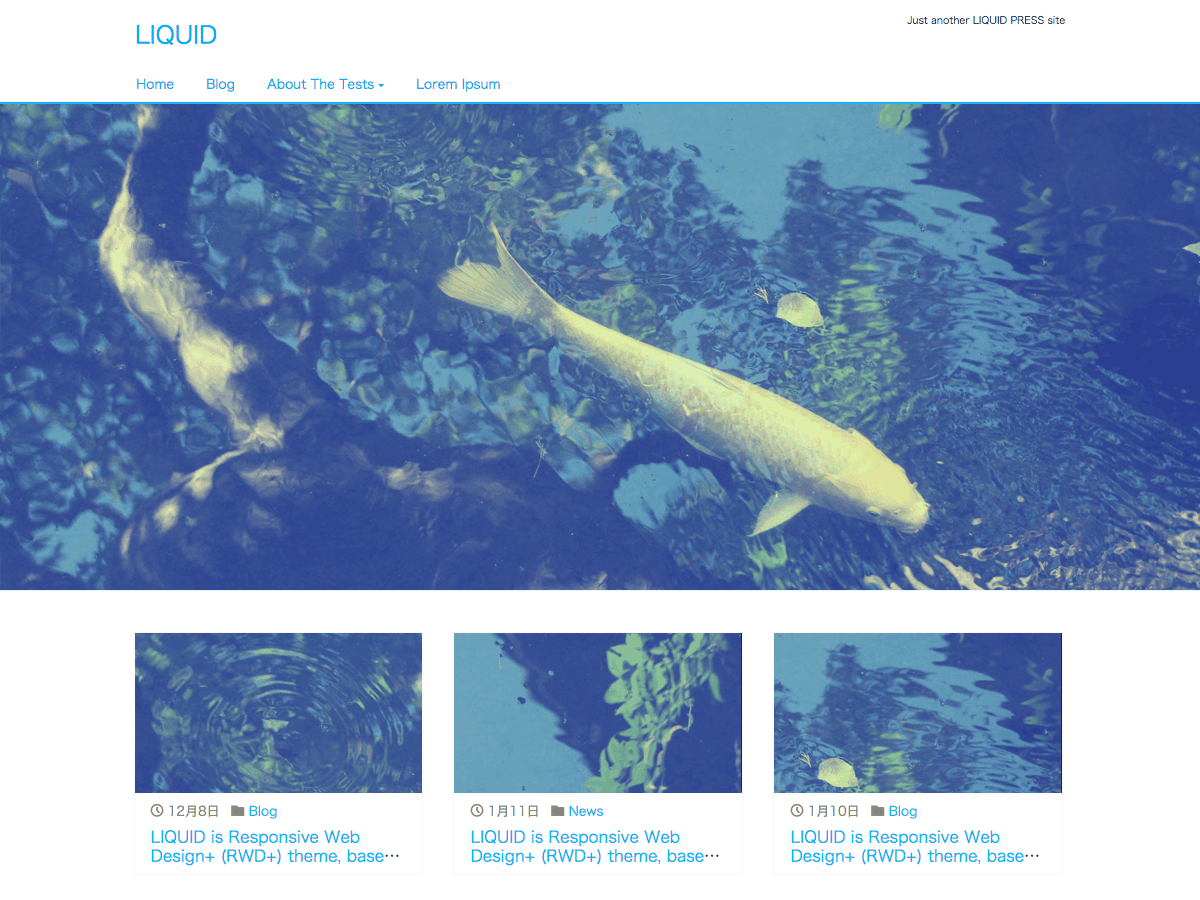 LIQUID
Just another LIQUID PRESS site
Home Blog About The Tests Lorem Ipsum
12月8日 Blog
LIQUID is Responsive Web
Design+ (RWD+) theme, base…
1月11日 News
LIQUID is Responsive Web
Design+ (RWD+) theme, base…
1月10日 Blog
LIQUID is Responsive Web
Design+ (RWD+) theme, base…